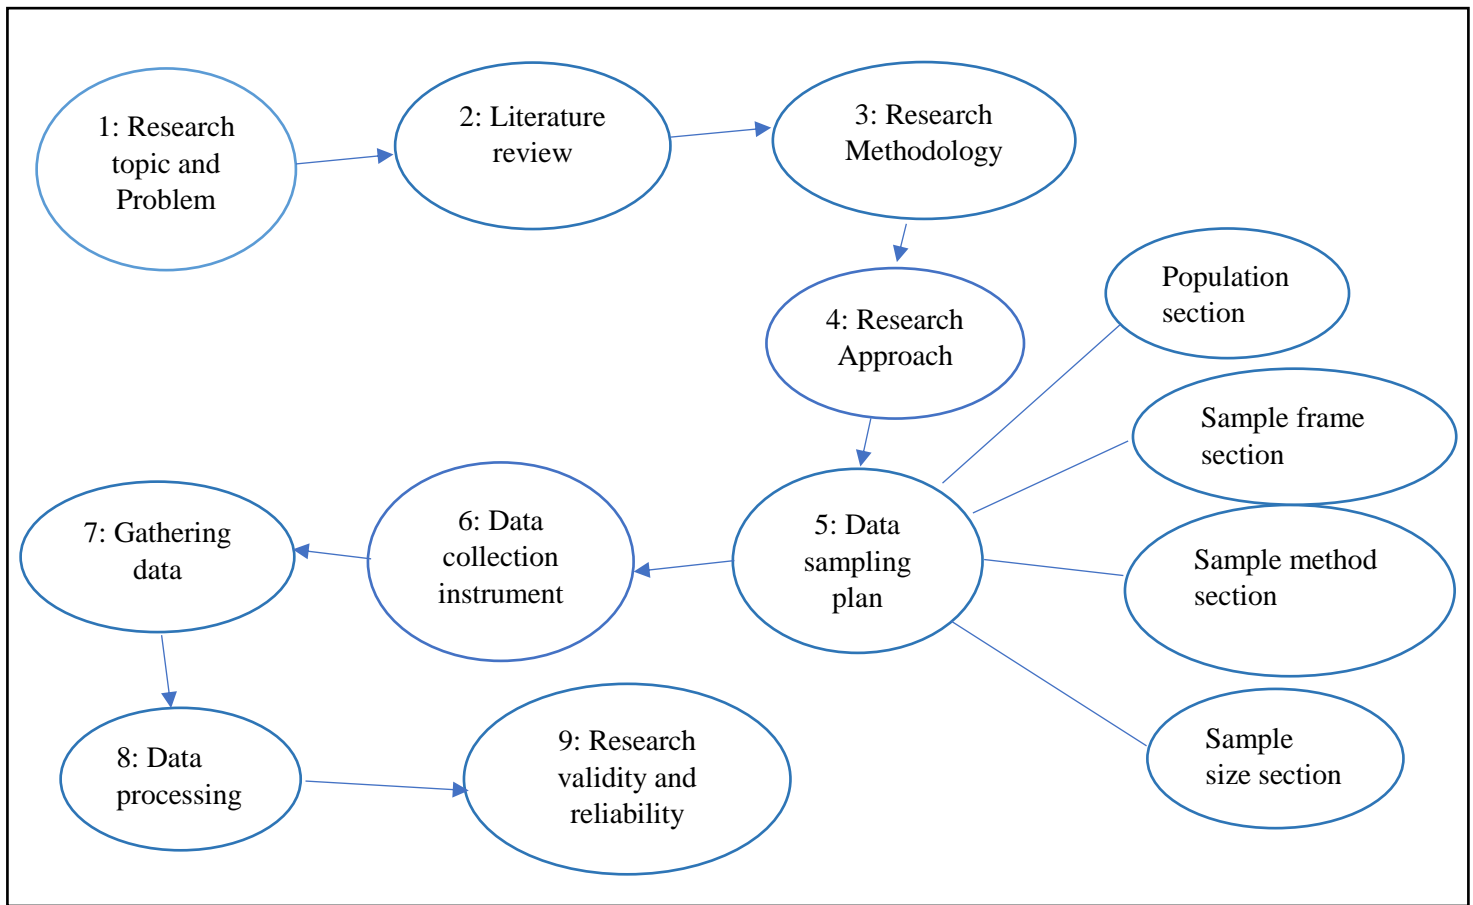 1: Research
topic and
Problem
2: Literature
review
3: Research
Methodology
4: Research
Approach
Population
section
Sample frame
section
5: Data
sampling
plan
Sample method
section
Sample
size section
6: Data
collection
instrument
7: Gathering
data
8: Data
processing
9: Research
validity and
reliability